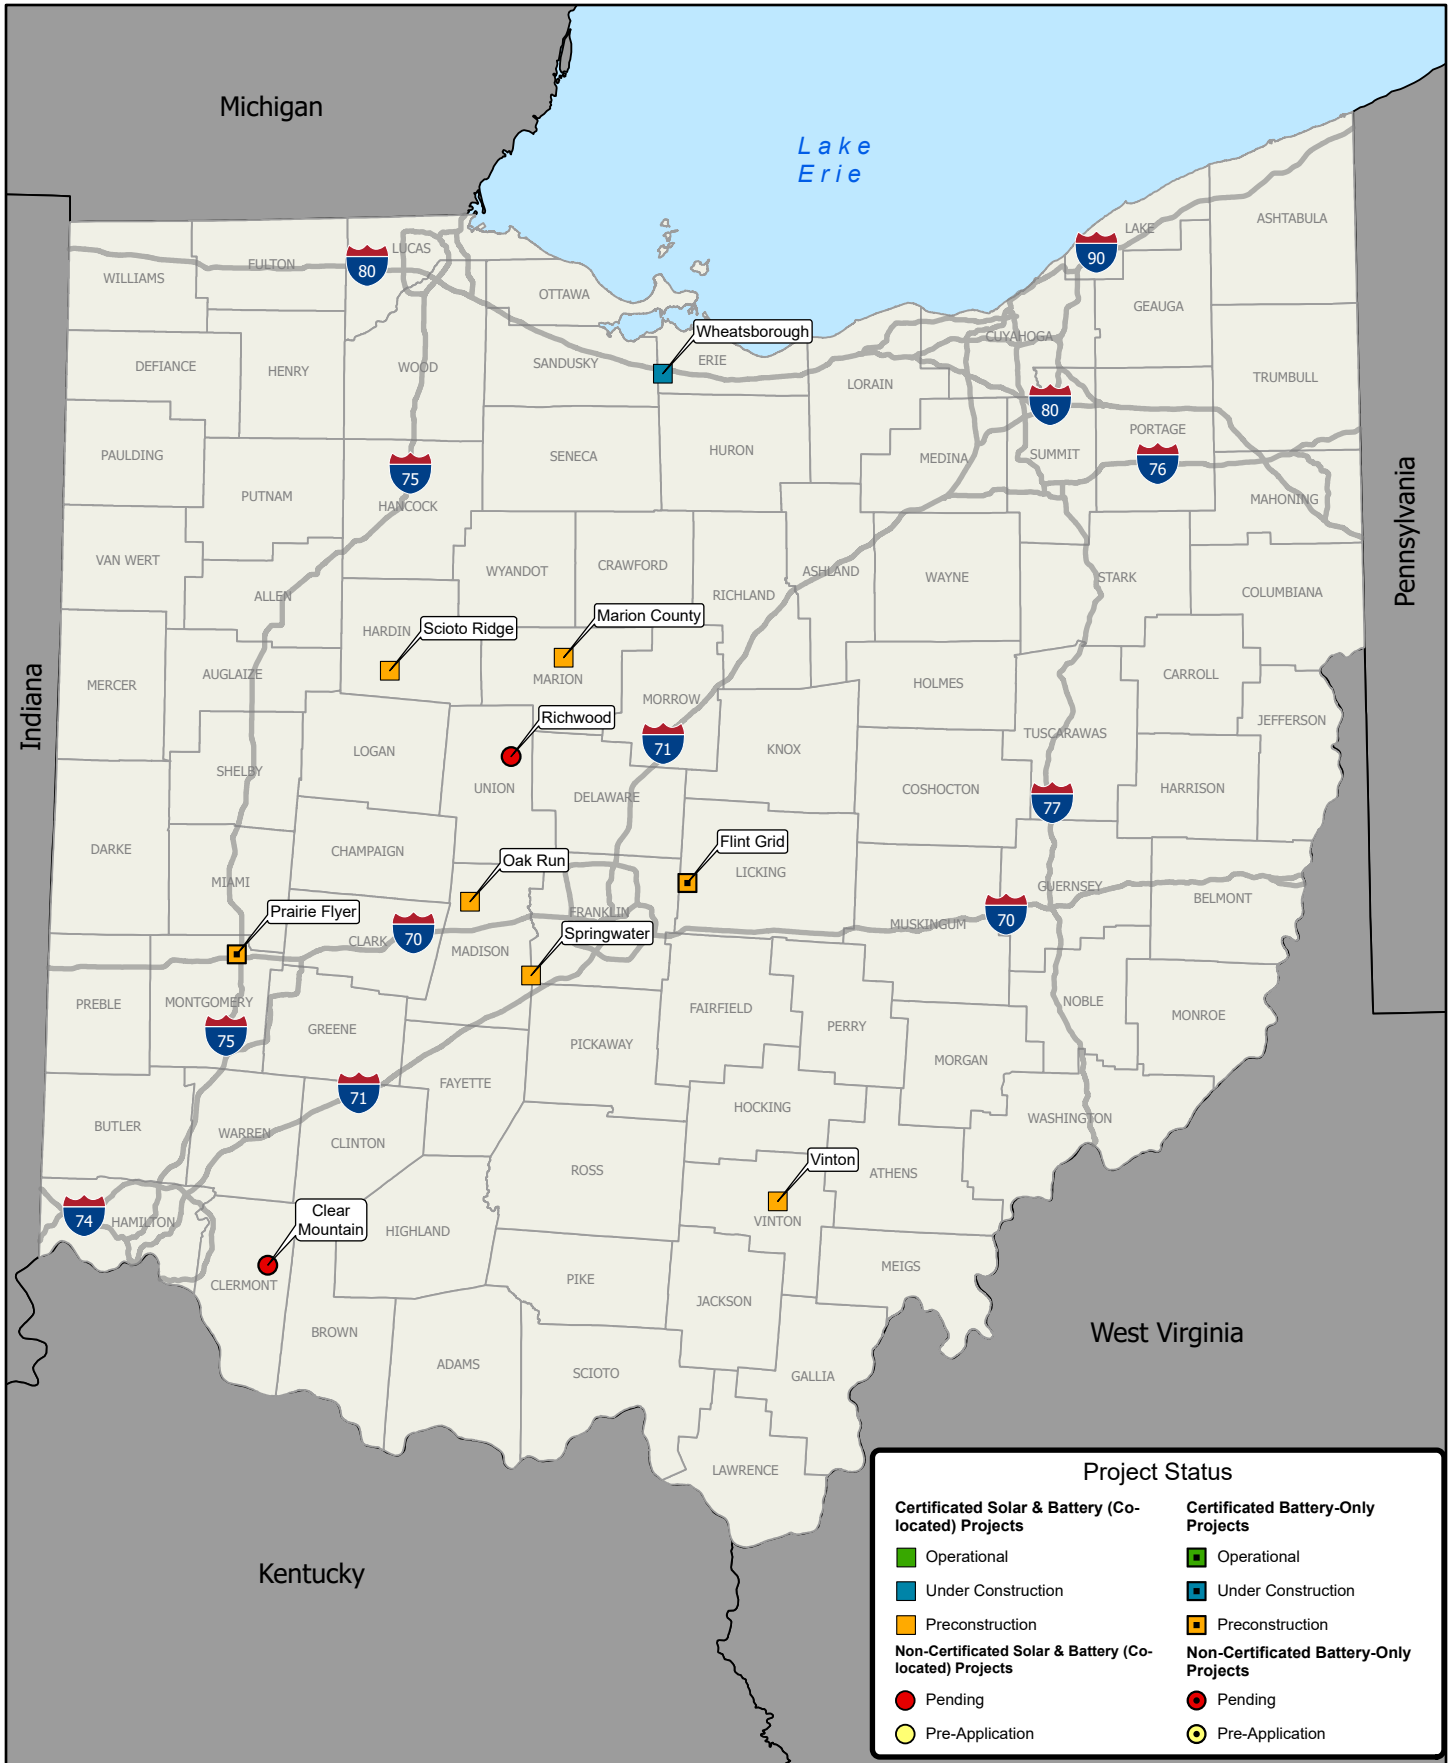 Michigan
Lake
Erie
LAKE
ASHTABULA
90
LUCAS
FULTON
80
WILLIAMS
OTTAWA
GEAUGA
Wheatsborough
CUYAHOGA
ERIE
SANDUSKY
DEFIANCE
HENRY
WOOD
LORAIN
TRUMBULL
80
PORTAGE
HURON
SENECA
MEDINA
SUMMIT
PAULDING
76
75
PUTNAM
HANCOCK
MAHONING
Pennsylvania
VAN WERT
CRAWFORD
WYANDOT
ASHLAND
WAYNE
STARK
COLUMBIANA
ALLEN
RICHLAND
Marion County
Scioto Ridge
HARDIN
AUGLAIZE
CARROLL
MARION
HOLMES
MERCER
MORROW
Indiana
Richwood
JEFFERSON
TUSCARAWAS
71
KNOX
LOGAN
SHELBY
UNION
DELAWARE
COSHOCTON
HARRISON
77
Flint Grid
DARKE
CHAMPAIGN
Oak Run
LICKING
MIAMI
GUERNSEY
BELMONT
Prairie Flyer
FRANKLIN
70
MUSKINGUM
Springwater
70
CLARK
MADISON
PREBLE
MONTGOMERY
NOBLE
FAIRFIELD
MONROE
PERRY
GREENE
75
PICKAWAY
MORGAN
FAYETTE
71
HOCKING
WASHINGTON
BUTLER
WARREN
CLINTON
Vinton
ROSS
ATHENS
Clear
Mountain
74
HAMILTON
VINTON
HIGHLAND
MEIGS
PIKE
CLERMONT
JACKSON
BROWN
West Virginia
ADAMS
SCIOTO
GALLIA
LAWRENCE
Kentucky
Project Status
Certificated Solar & Battery (Co-
located) Projects
Operational
Under Construction
Preconstruction
Non-Certificated Solar & Battery (Co-
located) Projects
Pending
Pre-Application
Certificated Battery-Only
Projects
Operational
Under Construction
Preconstruction
Non-Certificated Battery-Only
Projects
Pending
Pre-Application